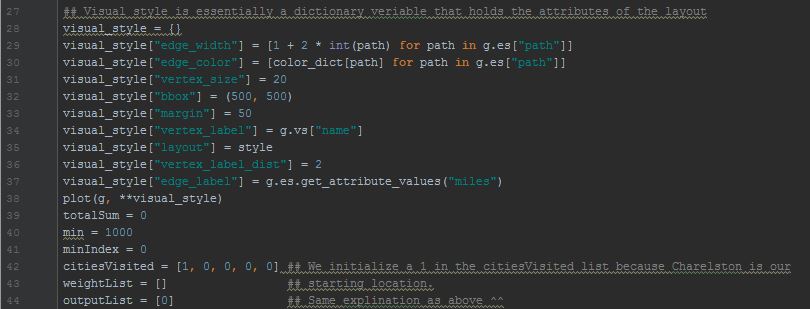 27 ## Visual style is essentially a dictionary veriable that holds the attributes of the layout
28 visual_style = {}
29 visual_style["edge_width"] = [1 + 2 * int(path) for path in g.es["path"]]
30 visual_style["edge_color"] = [color_dict[path] for path in g.es["path"]]
31 visual_style["vertex_size"] = 20
32 visual_style["bbox"] = (500, 500)
33 visual_style["margin"] = 50
34 visual_style["vertex_label"] = g.vs["name"]
35 visual_style["layout"] = style
36 visual_style["vertex_label_dist"] = 2
37 visual_style["edge_label"] = g.es.get_attribute_values("miles")
38 plot(g, **visual_style)
39 totalSum = 0
40 min = 1000
41 minIndex = 0
42 citiesVisited = [1, 0, 0, 0, 0] ## We initialize a 1 in the citiesVisited list because Charelston is our
43 weightList = [] ## starting location.
44 outputList = [0] ## Same explination as above ^^